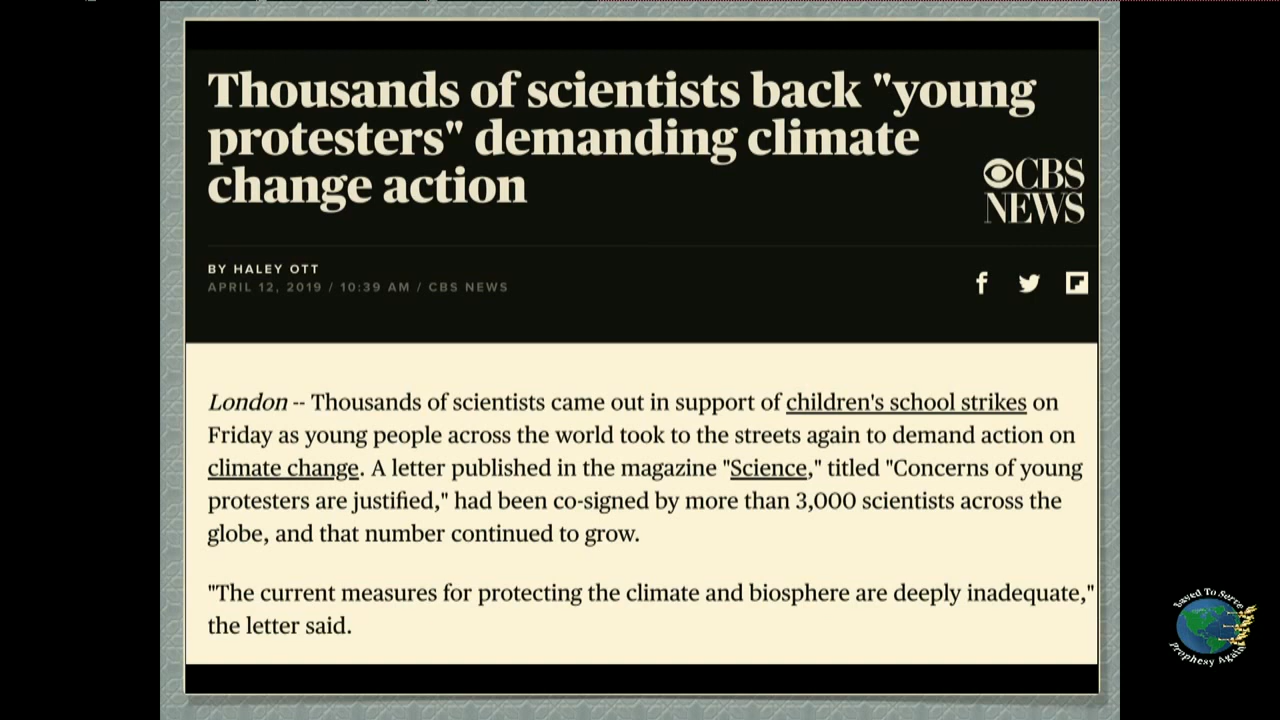 Thousands of scientists back "young
protesters" demanding climate
change action
CBS
NEWS
BY HALEY OTT
APRIL 12, 2019 / 10:39 AM / CBS NEWS
London -- Thousands of scientists came out in support of children's school strikes on
Friday as young people across the world took to the streets again to demand action on
climate change. A letter published in the magazine "Science," titled "Concerns of young
protesters are justified," had been co-signed by more than 3,000 scientists across the
globe, and that number continued to grow.
"The current measures for protecting the climate and biosphere are deeply inadequate,"
the letter said.
To Serve
Prophesy Again